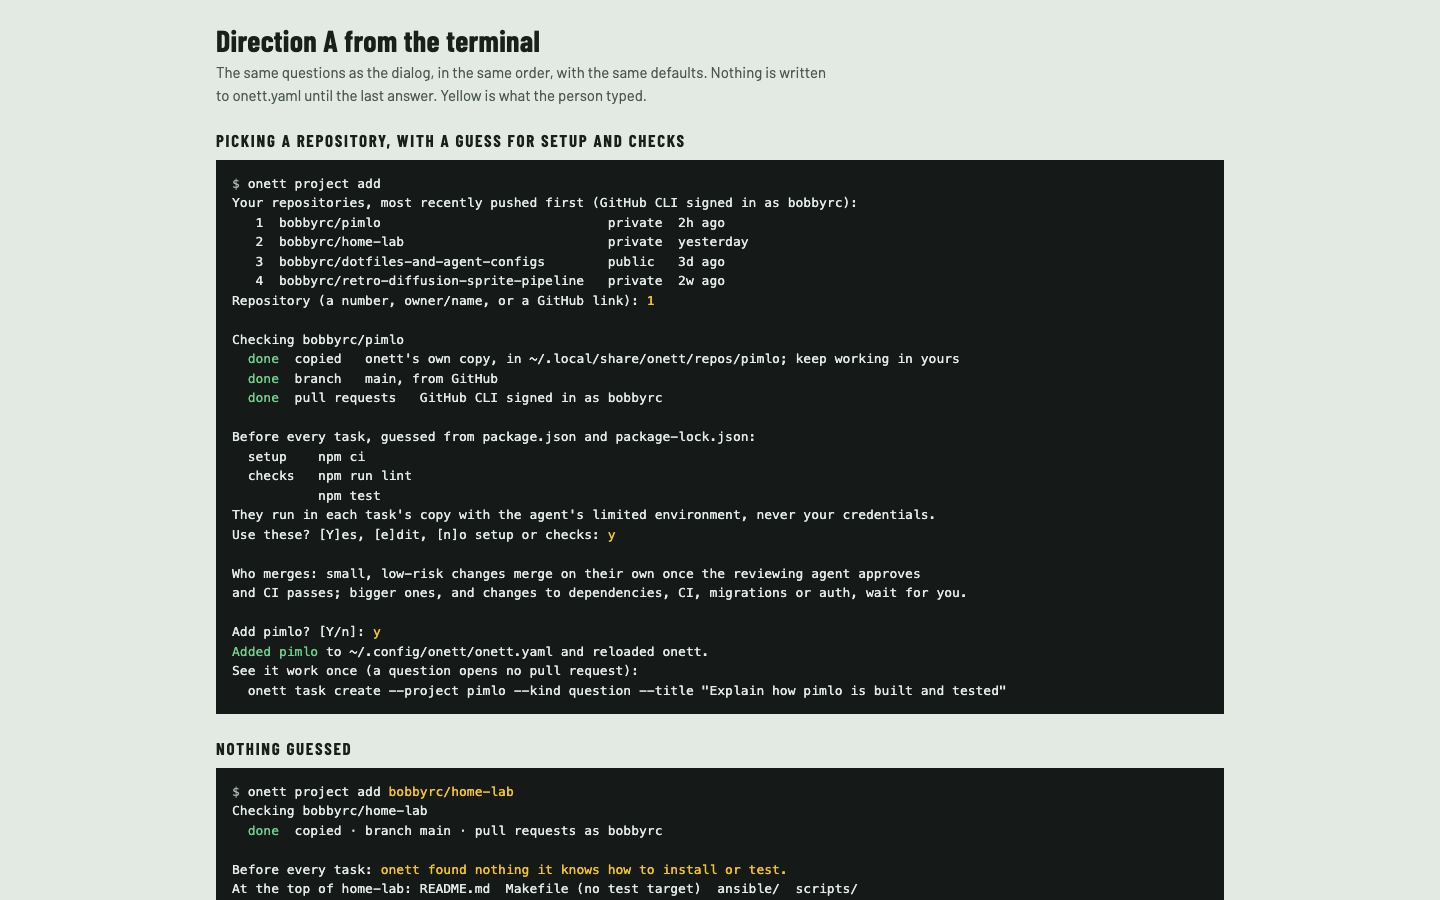 Direction A from the terminal
The same questions as the dialog, in the same order, with the same defaults. Nothing is written
to onett.yaml until the last answer. Yellow is what the person typed.
PICKING A REPOSITORY, WITH A GUESS FOR SETUP AND CHECKS
$ onett project add
Your repositories, most recently pushed first (GitHub CLI signed in as bobbyrc):
1 bobbyrc/pimlo private 2h ago
2 bobbyrc/home-lab private yesterday
3 bobbyrc/dotfiles-and-agent-configs public 3d ago
4 bobbyrc/retro-diffusion-sprite-pipeline private 2w ago
Repository (a number, owner/name, or a GitHub link): 1
Checking bobbyrc/pimlo
done copied onett's own copy, in ~/.local/share/onett/repos/pimlo; keep working in yours
done branch main, from GitHub
done pull requests GitHub CLI signed in as bobbyrc
Before every task, guessed from package.json and package-lock.json:
setup npm ci
checks npm run lint
npm test
They run in each task's copy with the agent's limited environment, never your credentials.
Use these? [Y]es, [e]dit, [n]o setup or checks: y
Who merges: small, low-risk changes merge on their own once the reviewing agent approves
and CI passes; bigger ones, and changes to dependencies, CI, migrations or auth, wait for you.
Add pimlo? [Y/n]: y
Added pimlo to ~/.config/onett/onett.yaml and reloaded onett.
See it work once (a question opens no pull request):
onett task create --project pimlo --kind question --title "Explain how pimlo is built and tested"
NOTHING GUESSED
$ onett project add bobbyrc/home-lab
Checking bobbyrc/home-lab
done copied · branch main · pull requests as bobbyrc
Before every task: onett found nothing it knows how to install or test.
At the top of home-lab: README.md Makefile (no test target) ansible/ scripts/